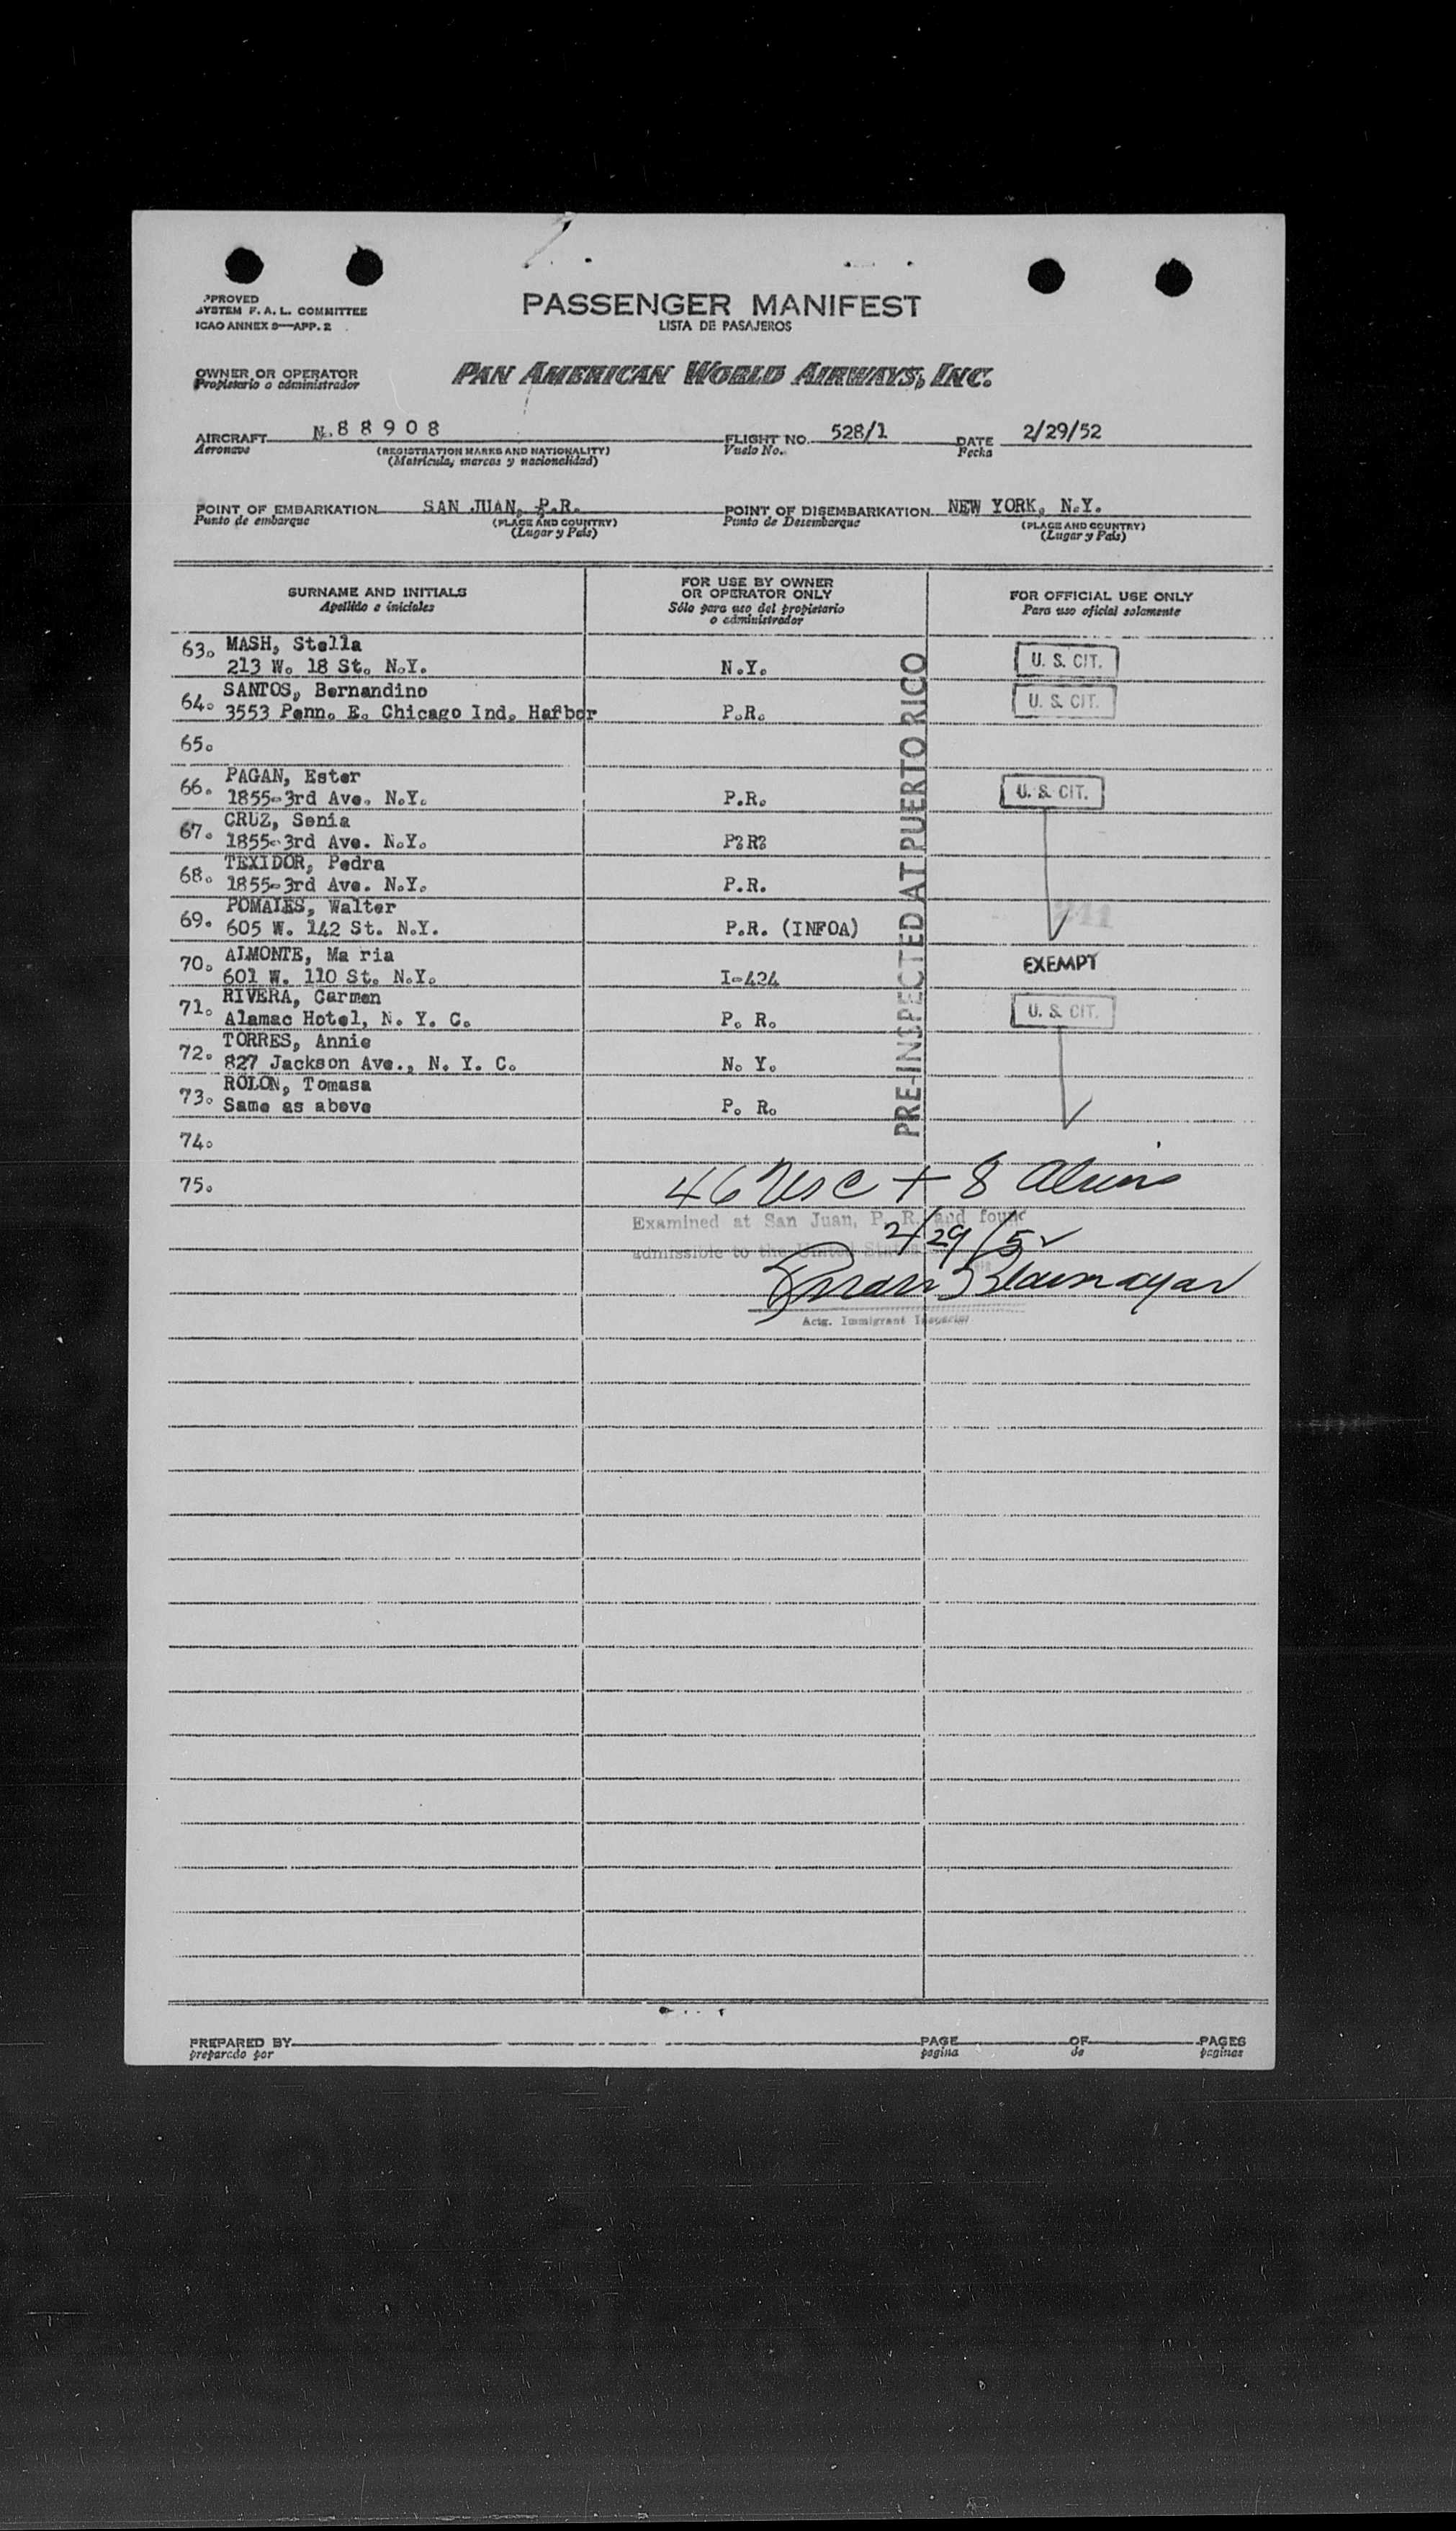 PPROVED
SYSTEM F. A. L. COMMITTEE
ICAO ANNEX 9—APP. 2
PASSENGER MANIFEST
LISTA DE PASAJEROS
OWNER OR OPERATOR
Propietario o administrador
PAN AMERICAN WORLD AIRWAYS, INC.
AIRCRAFT N.88908 FLIGHT NO. 528/1 DATE 2/29/52
Aeronave (REGISTRATION MARKS AND NATIONALITY) Vuelo No. Fecha
(Matrícula, marcas y nacionalidad)
POINT OF EMBARKATION SAN JUAN, P.R. POINT OF DISEMBARKATION NEW YORK, N.Y.
Punto de embarque (PLACE AND COUNTRY) Punto de Desembarque (PLACE AND COUNTRY)
(Lugar y País) (Lugar y País)
SURNAME AND INITIALS FOR USE BY OWNER OR OPERATOR ONLY FOR OFFICIAL USE ONLY
Apellido e iniciales Sólo para uso del propietario o administrador Para uso oficial solamente
PRE-INSPECTED AT PUERTO RICO
63. MASH, Stella
213 W. 18 St. N.Y. N.Y. U. S. CIT.
64. SANTOS, Bernandino
3553 Penn. E. Chicago Ind. Harbor P.R. U. S. CIT.
65.
66. PAGAN, Ester
1855-3rd Ave. N.Y. P.R. U. S. CIT.
67. CRUZ, Sonia
1855-3rd Ave. N.Y. P? R?
68. TEXIDOR, Pedra
1855-3rd Ave. N.Y. P.R.
69. POMALES, Walter 211
605 W. 142 St. N.Y. P.R. (INFOA)
70. ALMONTE, Ma ria EXEMPT
601 W. 110 St. N.Y. I-424
71. RIVERA, Carmen
Alamac Hotel, N. Y. C. P. R. U. S. CIT.
72. TORRES, Annie
827 Jackson Ave., N. Y. C. N. Y.
73. ROLON, Tomasa
Same as above P. R.
74.
75. 46 USC + 8 Aliens
Examined at San Juan, P. R. and found
2/29/52
admissible to the United States
Actg. Immigrant Inspector
PREPARED BY PAGE OF PAGES
preparado por pagina de paginas